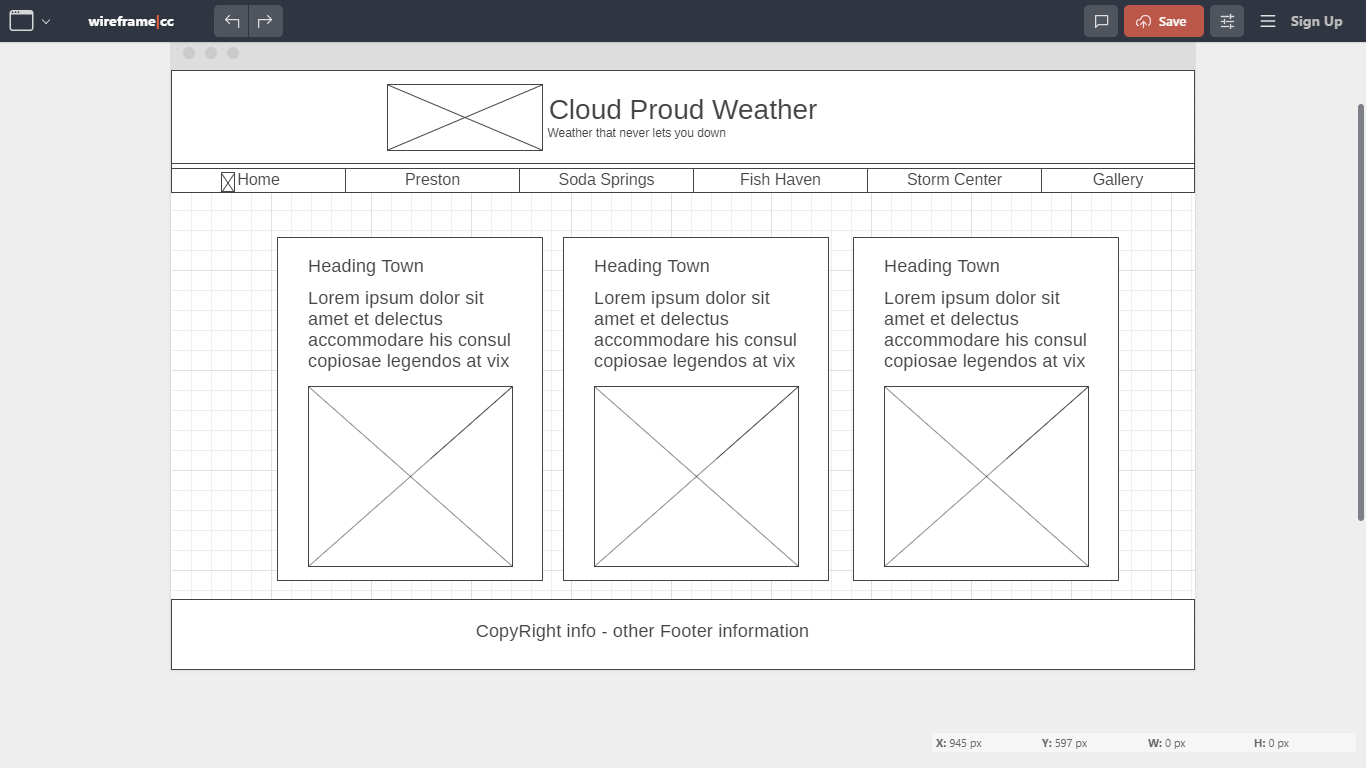 wireframe|cc
Save
Sign Up
Cloud Proud Weather
Weather that never lets you down
Home Preston Soda Springs Fish Haven Storm Center Gallery
Heading Town
Lorem ipsum dolor sit
amet et delectus
accommodare his consul
copiosae legendos at vix
Heading Town
Lorem ipsum dolor sit
amet et delectus
accommodare his consul
copiosae legendos at vix
Heading Town
Lorem ipsum dolor sit
amet et delectus
accommodare his consul
copiosae legendos at vix
CopyRight info - other Footer information
X: 945 px Y: 597 px W: 0 px H: 0 px